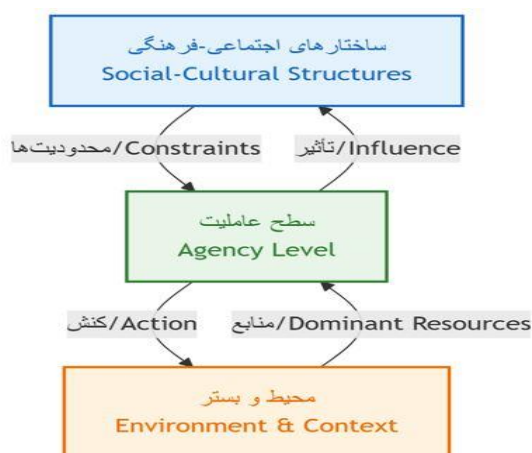 ساختارهای اجتماعی-فرهنگی
Social-Cultural Structures
محدودیت‌ها/Constraints
تأثیر/Influence
سطح عاملیت
Agency Level
کنش/Action
منابع/Dominant Resources
محیط و بستر
Environment & Context